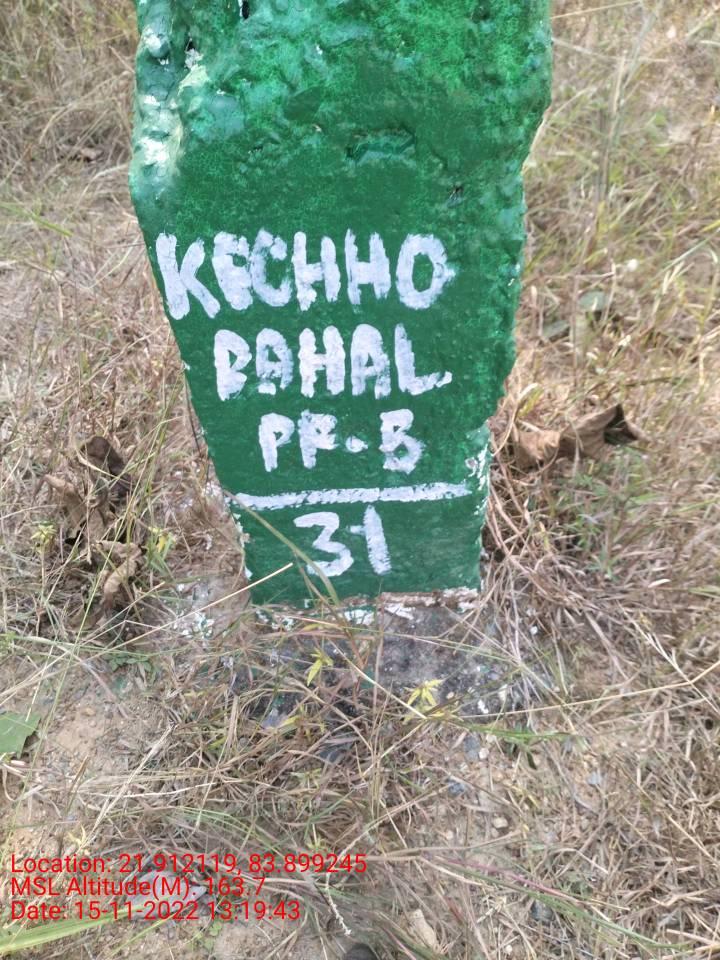 KECHHO
BAHAL
PF.B
31
Location: 21.912119, 83.899245
MSL Altitude(M): 163.7
Date: 15-11-2022 13:19:43